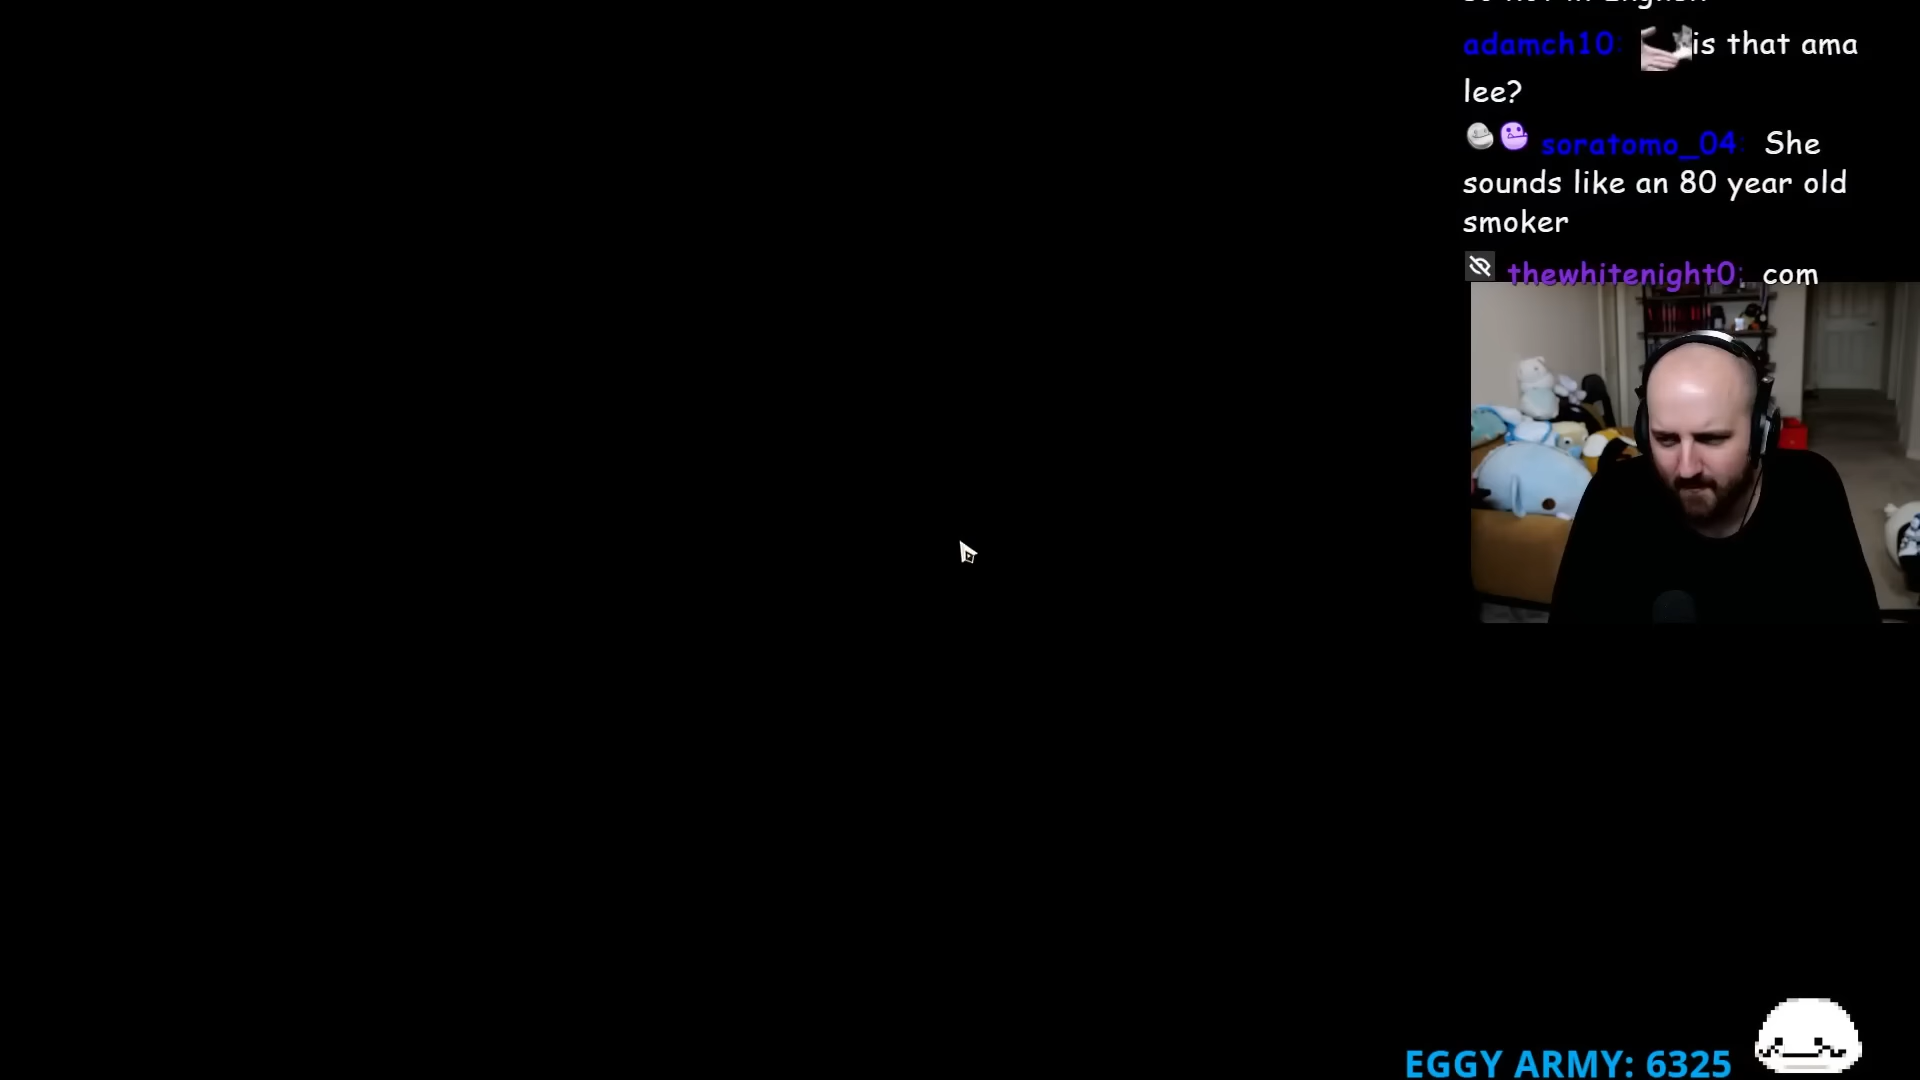 adamch10: is that ama
lee?
soratomo_04: She
sounds like an 80 year old
smoker
thewhitenight0: com
EGGY ARMY: 6325